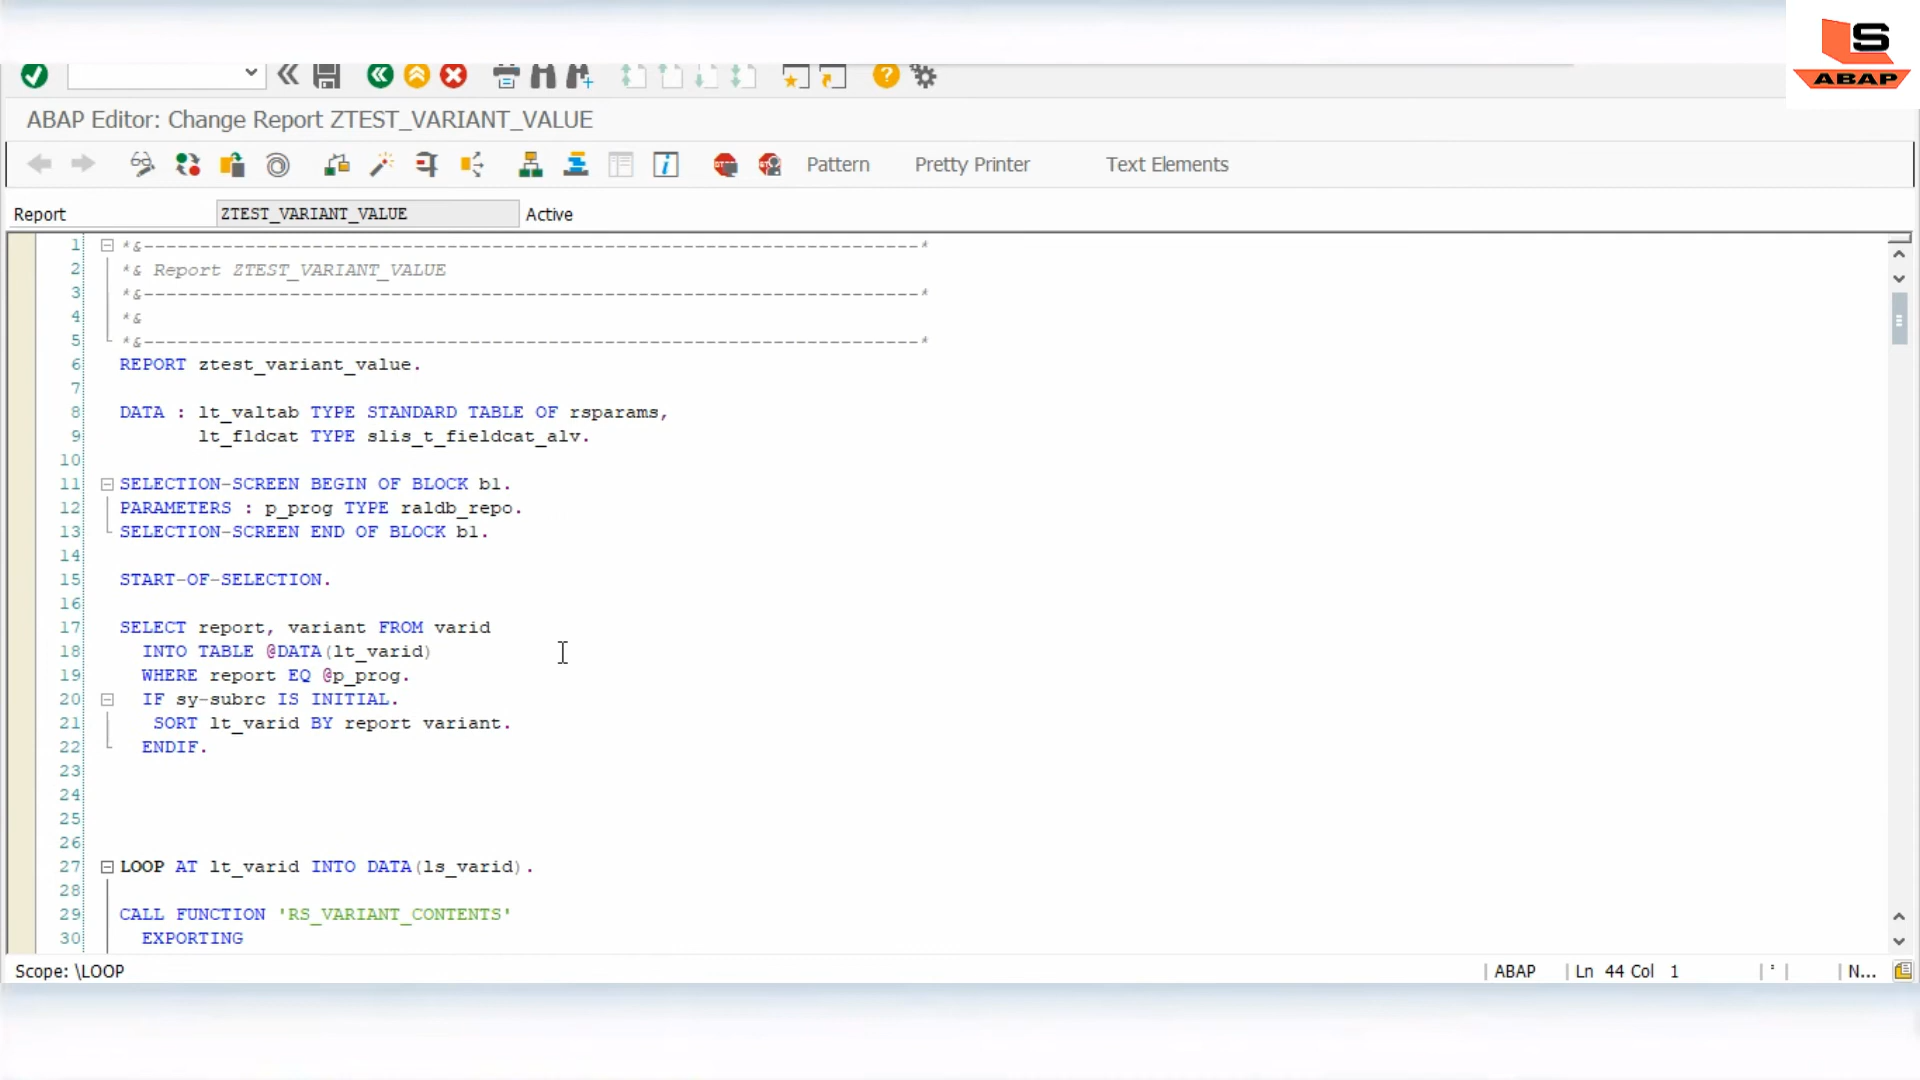 S
ABAP
ABAP Editor: Change Report ZTEST_VARIANT_VALUE
Pattern Pretty Printer Text Elements
Report ZTEST_VARIANT_VALUE Active
1 *&---------------------------------------------------------------------*
2 *& Report ZTEST_VARIANT_VALUE
3 *&---------------------------------------------------------------------*
4 *&
5 *&---------------------------------------------------------------------*
6 REPORT ztest_variant_value.
7
8 DATA : lt_valtab TYPE STANDARD TABLE OF rsparams,
9 lt_fldcat TYPE slis_t_fieldcat_alv.
10
11 SELECTION-SCREEN BEGIN OF BLOCK b1.
12 PARAMETERS : p_prog TYPE raldb_repo.
13 SELECTION-SCREEN END OF BLOCK b1.
14
15 START-OF-SELECTION.
16
17 SELECT report, variant FROM varid
18 INTO TABLE @DATA(lt_varid)
19 WHERE report EQ @p_prog.
20 IF sy-subrc IS INITIAL.
21 SORT lt_varid BY report variant.
22 ENDIF.
23
24
25
26
27 LOOP AT lt_varid INTO DATA(ls_varid).
28
29 CALL FUNCTION 'RS_VARIANT_CONTENTS'
30 EXPORTING
Scope: \LOOP | ABAP | Ln 44 Col 1 | N...